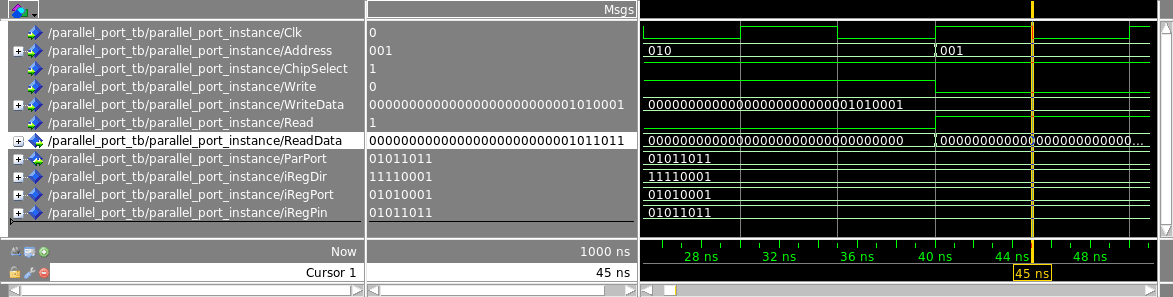 Msgs
/parallel_port_tb/parallel_port_instance/Clk 0
/parallel_port_tb/parallel_port_instance/Address 001 010 001
/parallel_port_tb/parallel_port_instance/ChipSelect 1
/parallel_port_tb/parallel_port_instance/Write 0
/parallel_port_tb/parallel_port_instance/WriteData 00000000000000000000000001010001 00000000000000000000000001010001
/parallel_port_tb/parallel_port_instance/Read 1
/parallel_port_tb/parallel_port_instance/ReadData 00000000000000000000000001011011 00000000000000000000000000000000 00000000000000000000000000...
/parallel_port_tb/parallel_port_instance/ParPort 01011011 01011011
/parallel_port_tb/parallel_port_instance/iRegDir 11110001 11110001
/parallel_port_tb/parallel_port_instance/iRegPort 01010001 01010001
/parallel_port_tb/parallel_port_instance/iRegPin 01011011 01011011
Now 1000 ns 28 ns 32 ns 36 ns 40 ns 44 ns 48 ns
Cursor 1 45 ns 45 ns